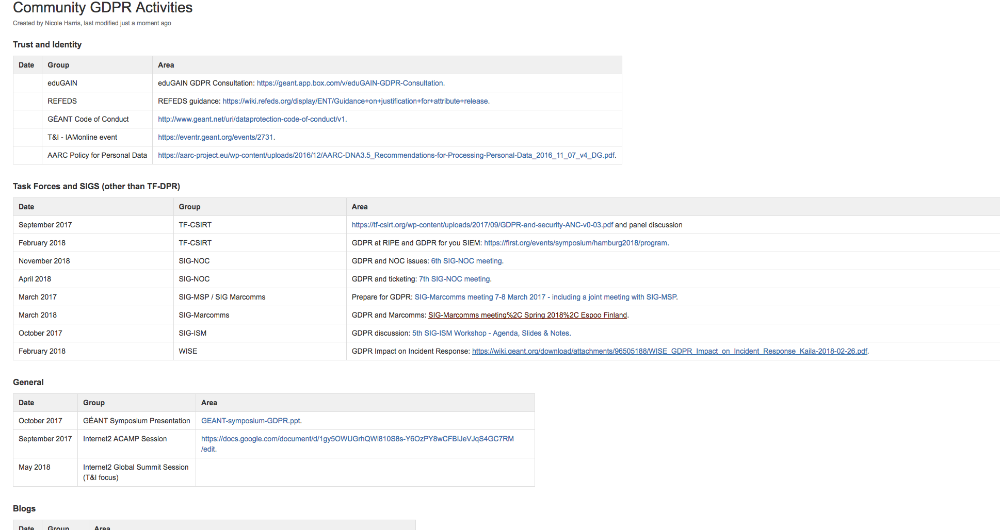 Community GDPR Activities
Created by Nicole Harris, last modified just a moment ago
Trust and Identity
Date Group Area
eduGAIN eduGAIN GDPR Consultation: https://geant.app.box.com/v/eduGAIN-GDPR-Consultation.
REFEDS REFEDS guidance: https://wiki.refeds.org/display/ENT/Guidance+on+justification+for+attribute+release.
GÉANT Code of Conduct http://www.geant.net/uri/dataprotection-code-of-conduct/v1.
T&I - IAMonline event https://eventr.geant.org/events/2731.
AARC Policy for Personal Data https://aarc-project.eu/wp-content/uploads/2016/12/AARC-DNA3.5_Recommendations-for-Processing-Personal-Data_2016_11_07_v4_DG.pdf.
Task Forces and SIGS (other than TF-DPR)
Date Group Area
September 2017 TF-CSIRT https://tf-csirt.org/wp-content/uploads/2017/09/GDPR-and-security-ANC-v0-03.pdf and panel discussion
February 2018 TF-CSIRT GDPR at RIPE and GDPR for you SIEM: https://first.org/events/symposium/hamburg2018/program.
November 2018 SIG-NOC GDPR and NOC issues: 6th SIG-NOC meeting.
April 2018 SIG-NOC GDPR and ticketing: 7th SIG-NOC meeting.
March 2017 SIG-MSP / SIG Marcomms Prepare for GDPR: SIG-Marcomms meeting 7-8 March 2017 - including a joint meeting with SIG-MSP.
March 2018 SIG-Marcomms GDPR and Marcomms: SIG-Marcomms meeting%2C Spring 2018%2C Espoo Finland.
October 2017 SIG-ISM GDPR discussion: 5th SIG-ISM Workshop - Agenda, Slides & Notes.
February 2018 WISE GDPR Impact on Incident Response: https://wiki.geant.org/download/attachments/96505188/WISE_GDPR_Impact_on_Incident_Response_Kaila-2018-02-26.pdf.
General
Date Group Area
October 2017 GÉANT Symposium Presentation GEANT-symposium-GDPR.ppt.
September 2017 Internet2 ACAMP Session https://docs.google.com/document/d/1gy5OWUGrhQWi810S8s-Y6OzPY8wCFBIJeVJqS4GC7RM
/edit.
May 2018 Internet2 Global Summit Session
(T&I focus)
Blogs
Date Group Area